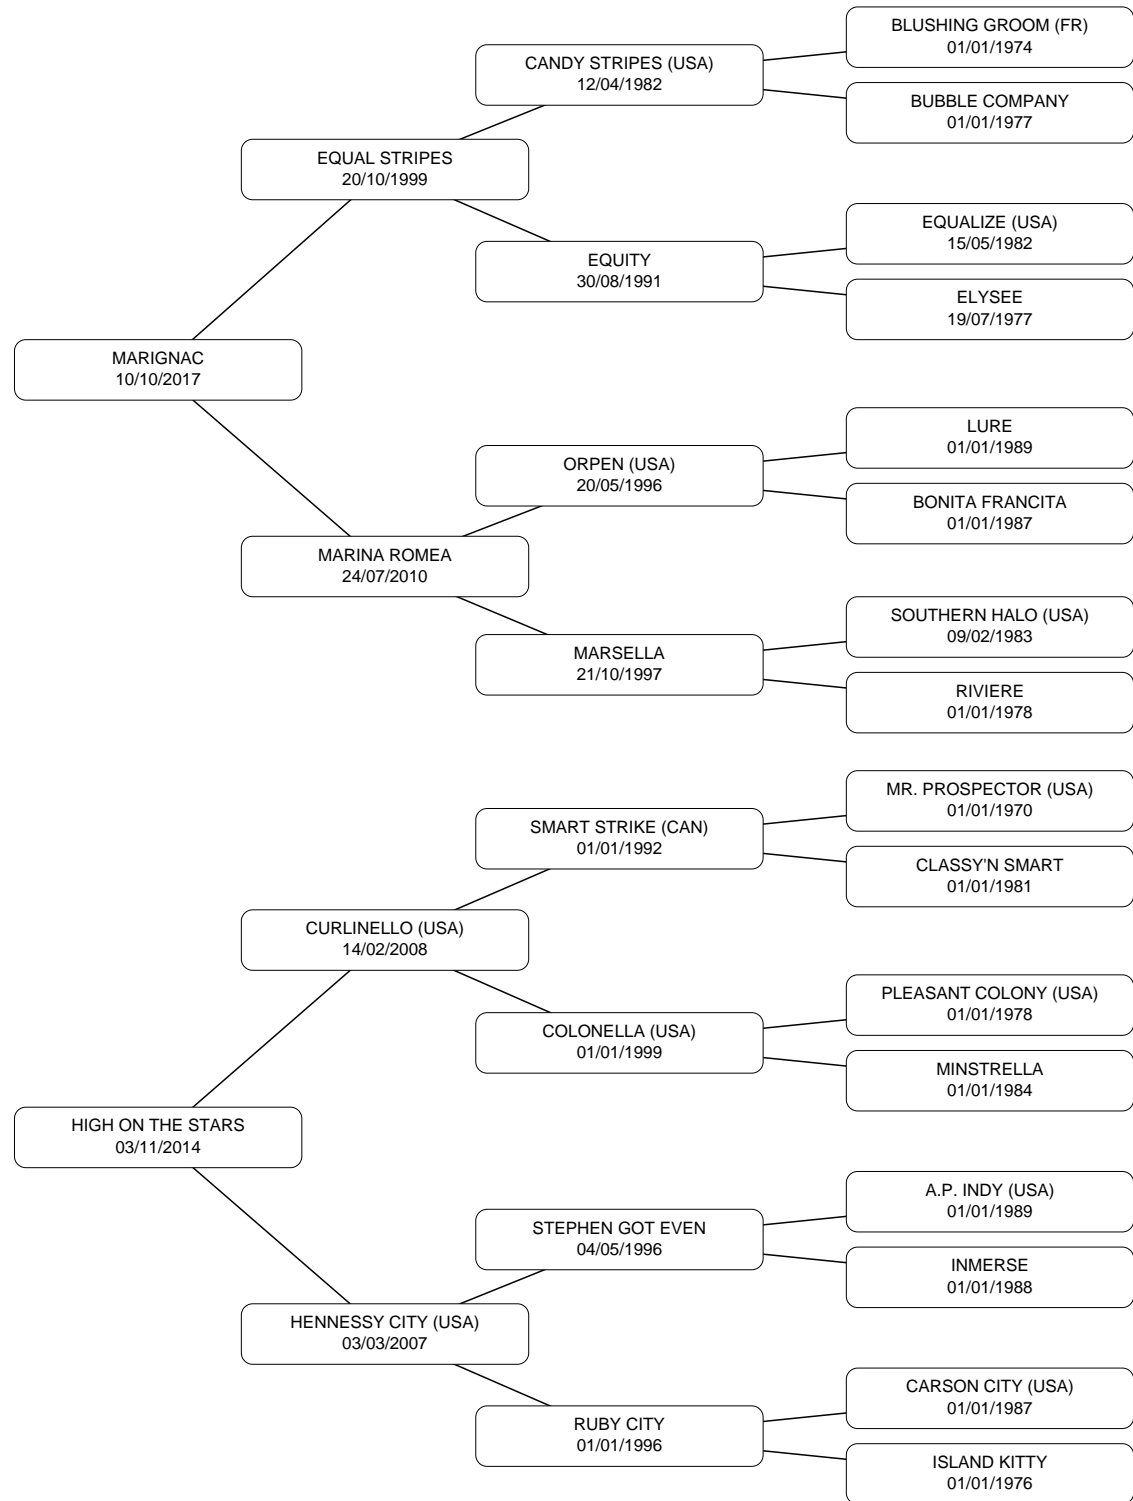 BLUSHING GROOM (FR)
01/01/1974
CANDY STRIPES (USA)
12/04/1982
BUBBLE COMPANY
01/01/1977
EQUAL STRIPES
20/10/1999
EQUALIZE (USA)
15/05/1982
EQUITY
30/08/1991
ELYSEE
19/07/1977
MARIGNAC
10/10/2017
LURE
01/01/1989
ORPEN (USA)
20/05/1996
BONITA FRANCITA
01/01/1987
MARINA ROMEA
24/07/2010
SOUTHERN HALO (USA)
09/02/1983
MARSELLA
21/10/1997
RIVIERE
01/01/1978
MR. PROSPECTOR (USA)
01/01/1970
SMART STRIKE (CAN)
01/01/1992
CLASSY'N SMART
01/01/1981
CURLINELLO (USA)
14/02/2008
PLEASANT COLONY (USA)
01/01/1978
COLONELLA (USA)
01/01/1999
MINSTRELLA
01/01/1984
HIGH ON THE STARS
03/11/2014
A.P. INDY (USA)
01/01/1989
STEPHEN GOT EVEN
04/05/1996
INMERSE
01/01/1988
HENNESSY CITY (USA)
03/03/2007
CARSON CITY (USA)
01/01/1987
RUBY CITY
01/01/1996
ISLAND KITTY
01/01/1976